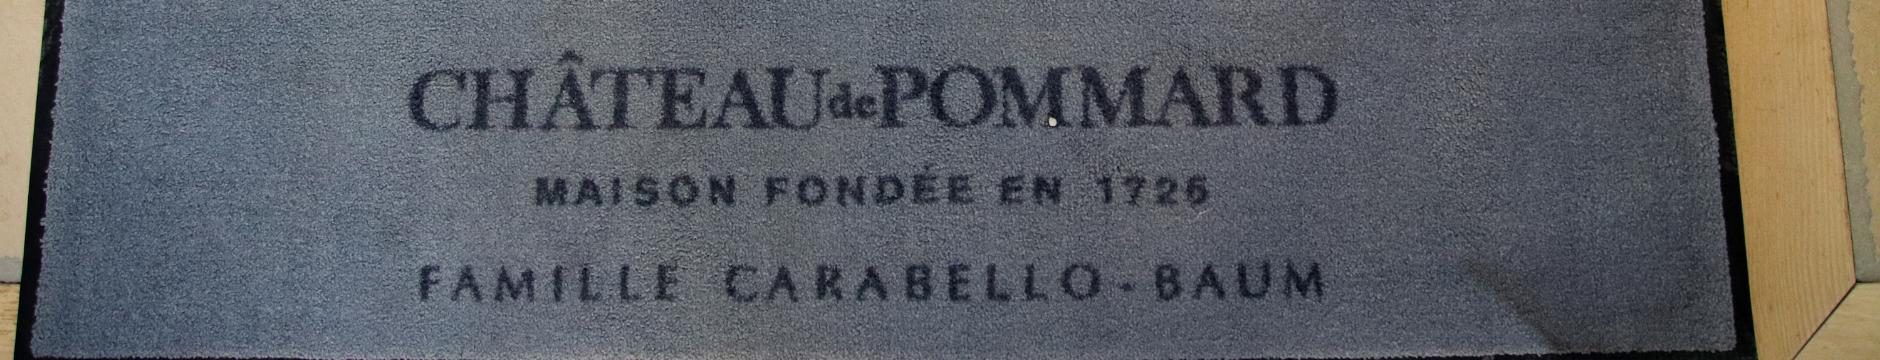 CHÂTEAU de POMMARD
MAISON FONDÉE EN 1726
FAMILLE CARABELLO-BAUM